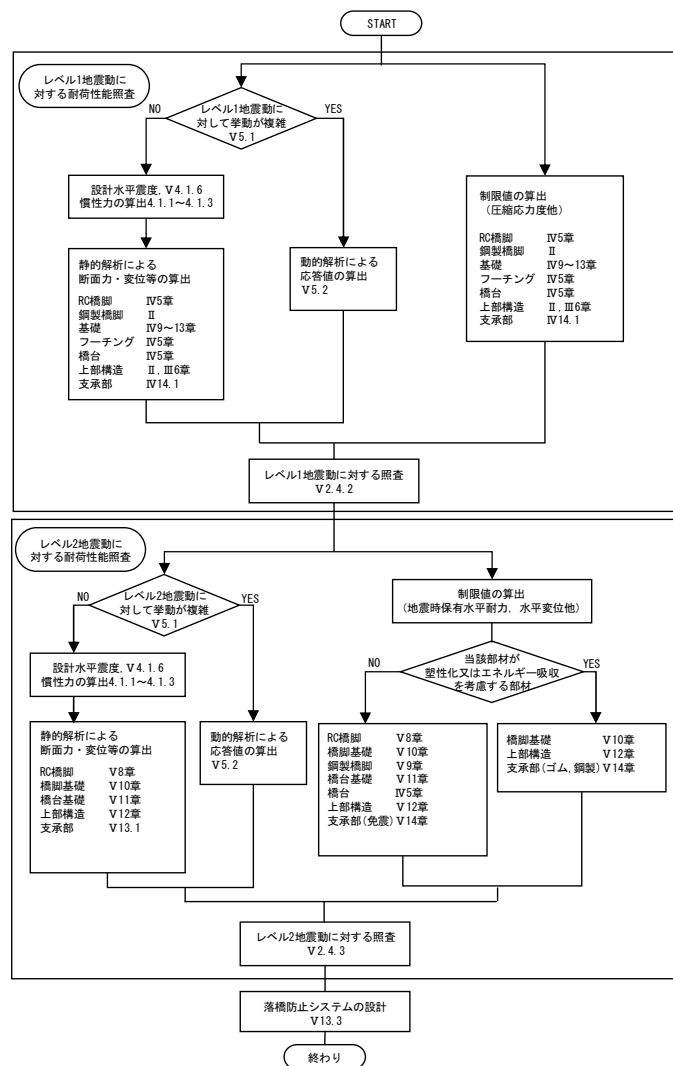 START
レベル1地震動に
対する耐荷性能照査
NO
レベル1地震動に
対して挙動が複雑
Ⅴ5.1
YES
設計水平震度,Ⅴ4.1.6
慣性力の算出4.1.1～4.1.3
静的解析による
断面力・変位等の算出
RC橋脚 Ⅳ5章
鋼製橋脚 Ⅱ
基礎 Ⅳ9～13章
フーチング Ⅳ5章
橋台 Ⅳ5章
上部構造 Ⅱ,Ⅲ6章
支承部 Ⅳ14.1
動的解析による
応答値の算出
Ⅴ5.2
制限値の算出
(圧縮応力度他)
RC橋脚 Ⅳ5章
鋼製橋脚 Ⅱ
基礎 Ⅳ9～13章
フーチング Ⅳ5章
橋台 Ⅳ5章
上部構造 Ⅱ,Ⅲ6章
支承部 Ⅳ14.1
レベル1地震動に対する照査
Ⅴ2.4.2
レベル2地震動に
対する耐荷性能照査
NO
レベル2地震動に
対して挙動が複雑
Ⅴ5.1
YES
設計水平震度,Ⅴ4.1.6
慣性力の算出4.1.1～4.1.3
静的解析による
断面力・変位等の算出
RC橋脚 Ⅴ8章
橋脚基礎 Ⅴ10章
橋台基礎 Ⅴ11章
上部構造 Ⅴ12章
支承部 Ⅴ13.1
動的解析による
応答値の算出
Ⅴ5.2
制限値の算出
(地震時保有水平耐力,水平変位他)
NO
当該部材が
塑性化又はエネルギー吸収
を考慮する部材
YES
RC橋脚 Ⅴ8章
橋脚基礎 Ⅴ10章
鋼製橋脚 Ⅴ9章
橋台基礎 Ⅴ11章
橋台 Ⅳ5章
上部構造 Ⅴ12章
支承部(免震)Ⅴ14章
橋脚基礎 Ⅴ10章
上部構造 Ⅴ12章
支承部(ゴム,鋼製)Ⅴ14章
レベル2地震動に対する照査
Ⅴ2.4.3
落橋防止システムの設計
Ⅴ13.3
終わり